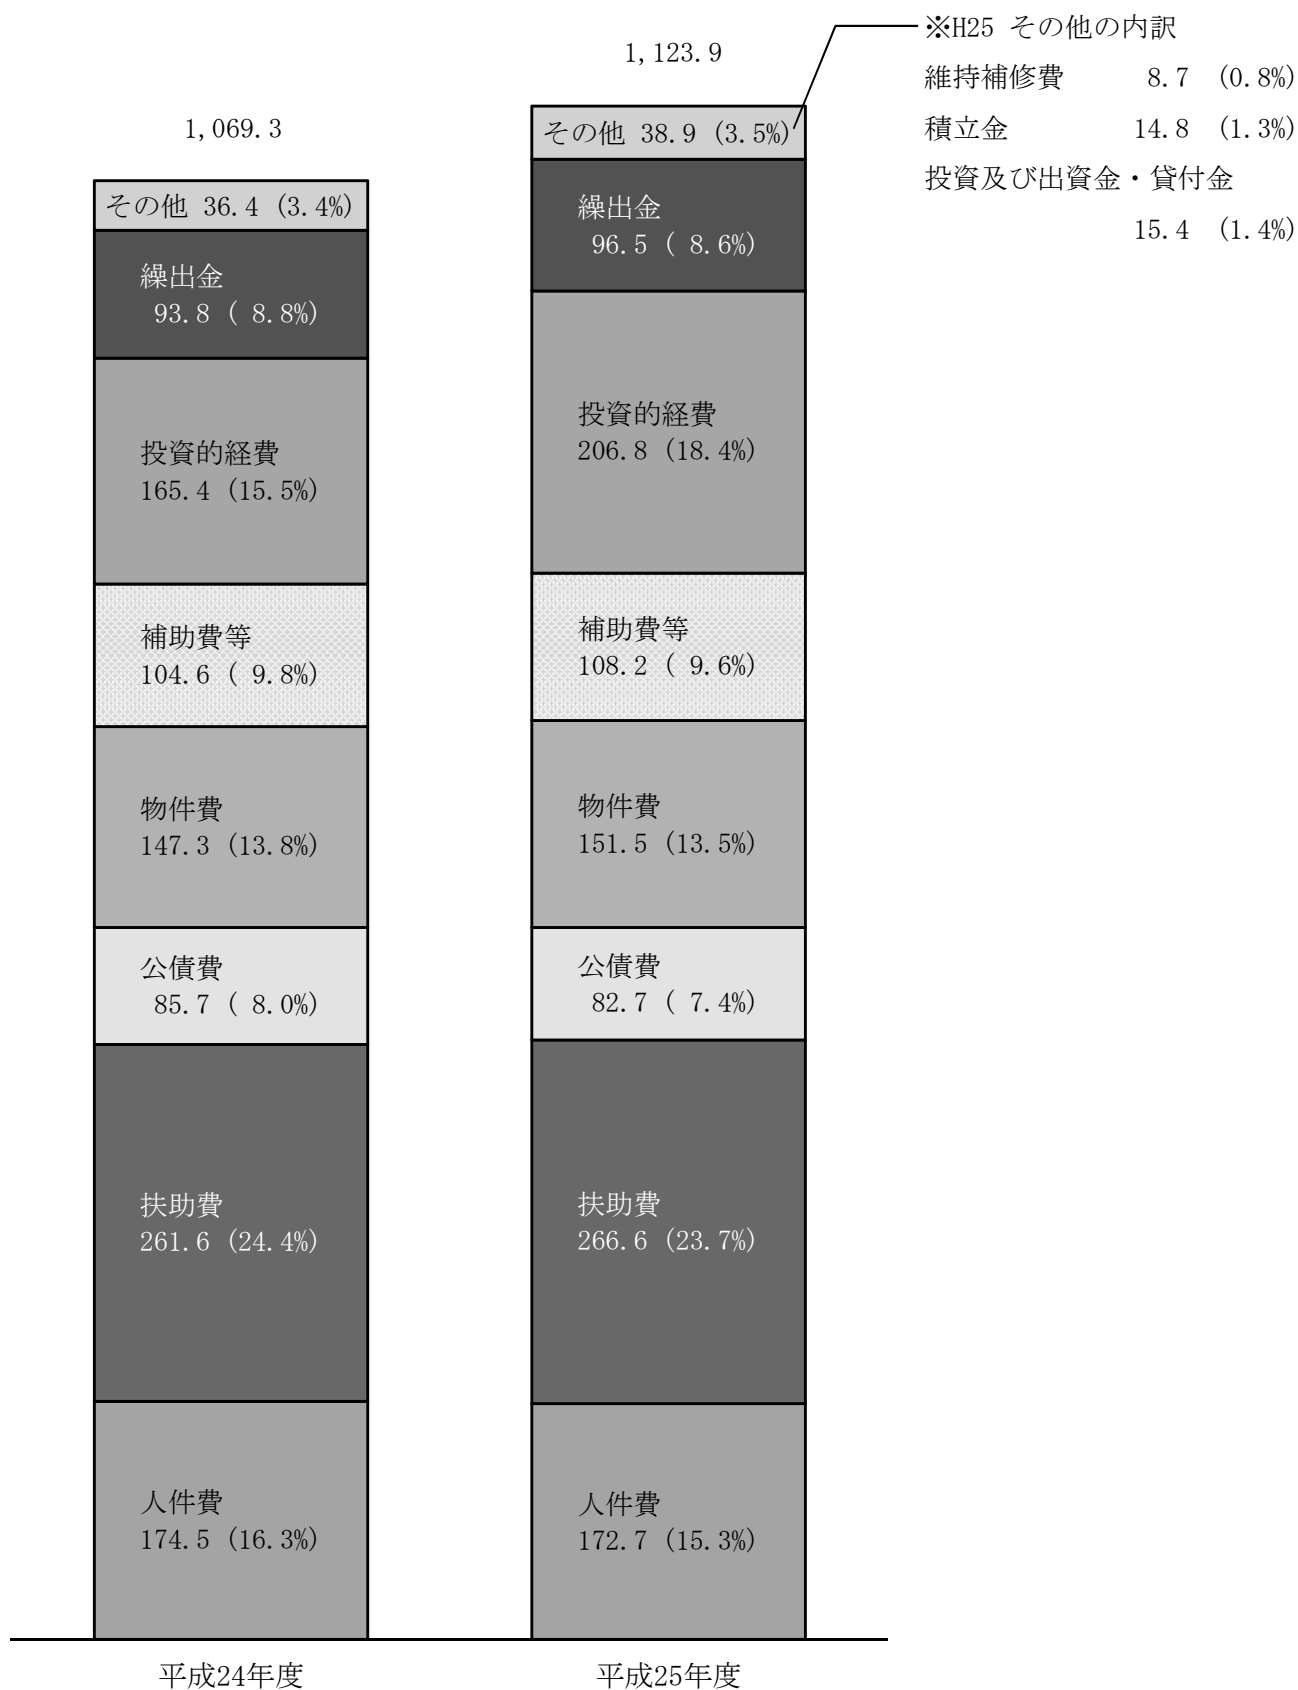 1,069.3
その他 36.4 (3.4%)
繰出金
93.8 ( 8.8%)
投資的経費
165.4 (15.5%)
補助費等
104.6 ( 9.8%)
物件費
147.3 (13.8%)
公債費
85.7 ( 8.0%)
扶助費
261.6 (24.4%)
人件費
174.5 (16.3%)
平成24年度
1,123.9
その他 38.9 (3.5%)
繰出金
96.5 ( 8.6%)
投資的経費
206.8 (18.4%)
補助費等
108.2 ( 9.6%)
物件費
151.5 (13.5%)
公債費
82.7 ( 7.4%)
扶助費
266.6 (23.7%)
人件費
172.7 (15.3%)
平成25年度
※H25 その他の内訳
維持補修費 8.7 (0.8%)
積立金 14.8 (1.3%)
投資及び出資金・貸付金
15.4 (1.4%)